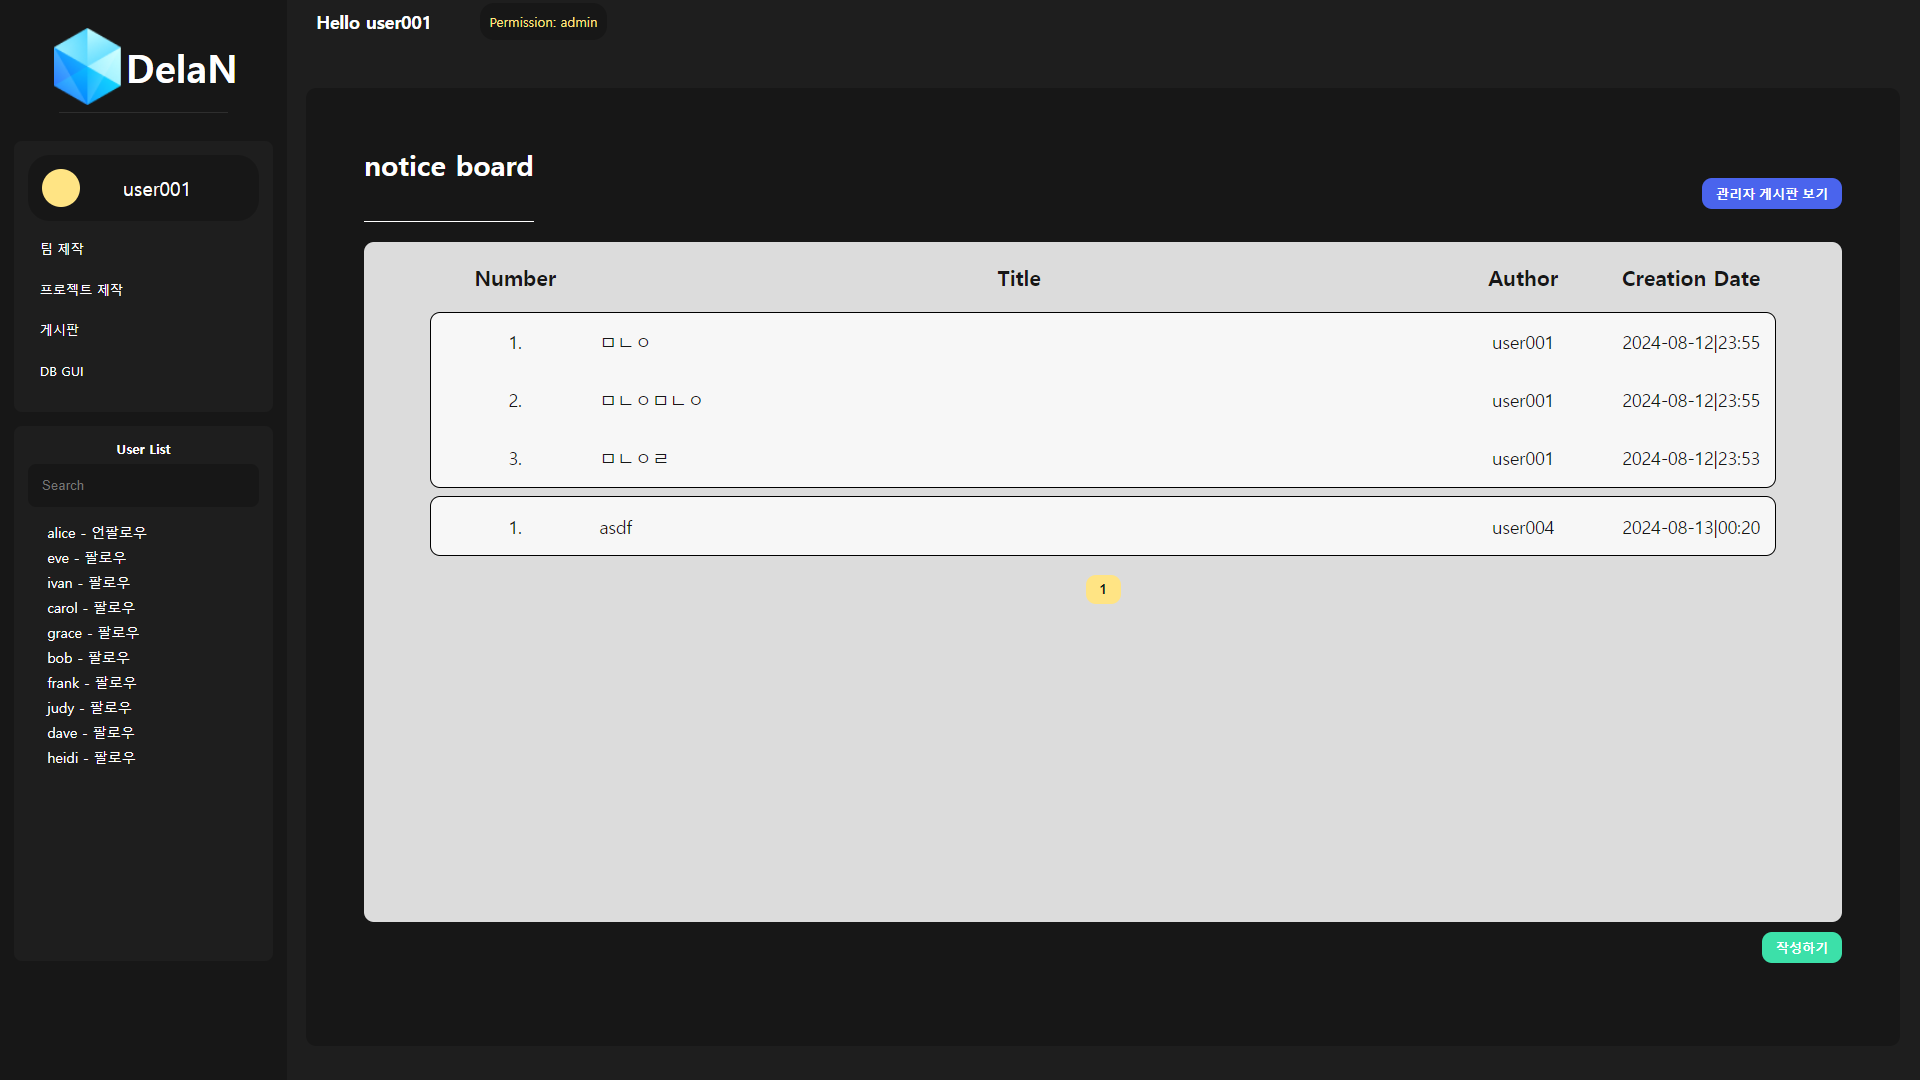 DelaN
user001
팀 제작
프로젝트 제작
게시판
DB GUI
User List
Search
alice - 언팔로우
eve - 팔로우
ivan - 팔로우
carol - 팔로우
grace - 팔로우
bob - 팔로우
frank - 팔로우
judy - 팔로우
dave - 팔로우
heidi - 팔로우
Hello user001 Permission: admin
notice board
관리자 게시판 보기
Number Title Author Creation Date
1. ㅁㄴㅇ user001 2024-08-12|23:55
2. ㅁㄴㅇㅁㄴㅇ user001 2024-08-12|23:55
3. ㅁㄴㅇㄹ user001 2024-08-12|23:53
1. asdf user004 2024-08-13|00:20
1
작성하기